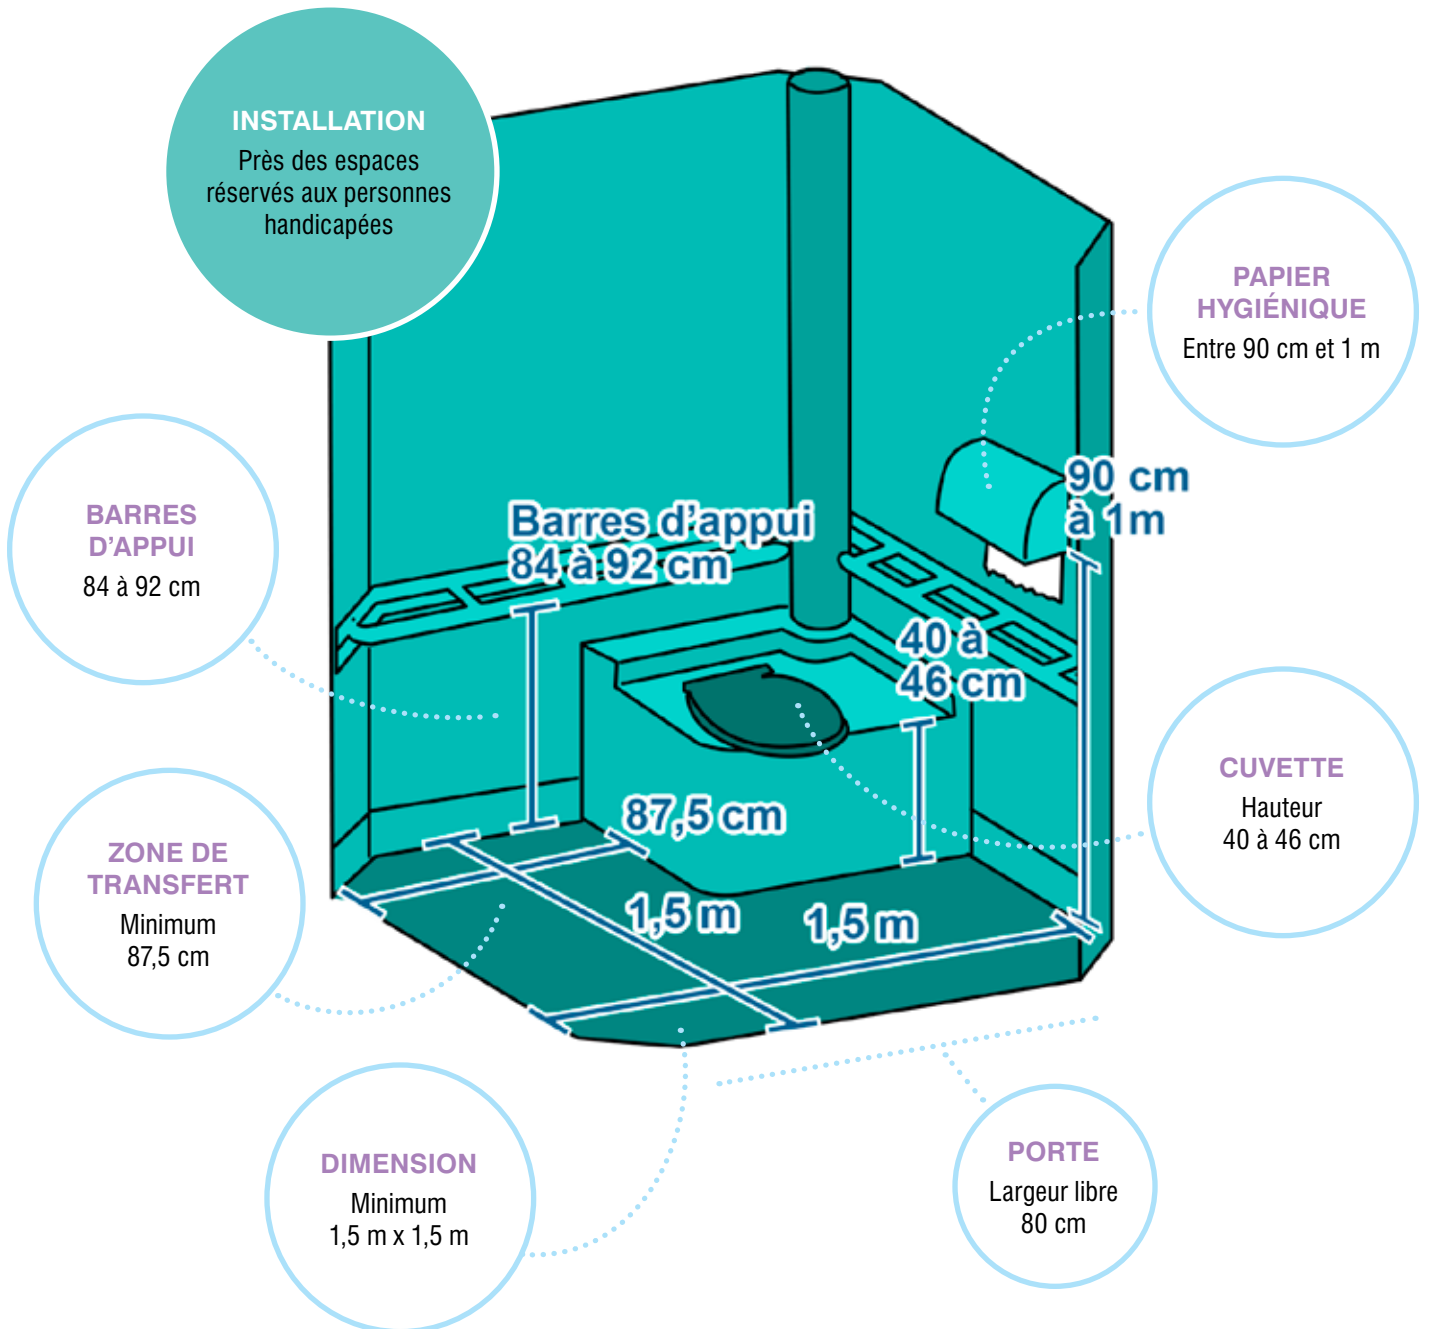 INSTALLATION
Près des espaces
réservés aux personnes
handicapées
PAPIER
HYGIÉNIQUE
Entre 90 cm et 1 m
90 cm
à 1m
BARRES
D'APPUI
84 à 92 cm
Barres d'appui
84 à 92 cm
40 à
46 cm
CUVETTE
Hauteur
40 à 46 cm
87,5 cm
ZONE DE
TRANSFERT
Minimum
87,5 cm
1,5 m
1,5 m
DIMENSION
Minimum
1,5 m x 1,5 m
PORTE
Largeur libre
80 cm